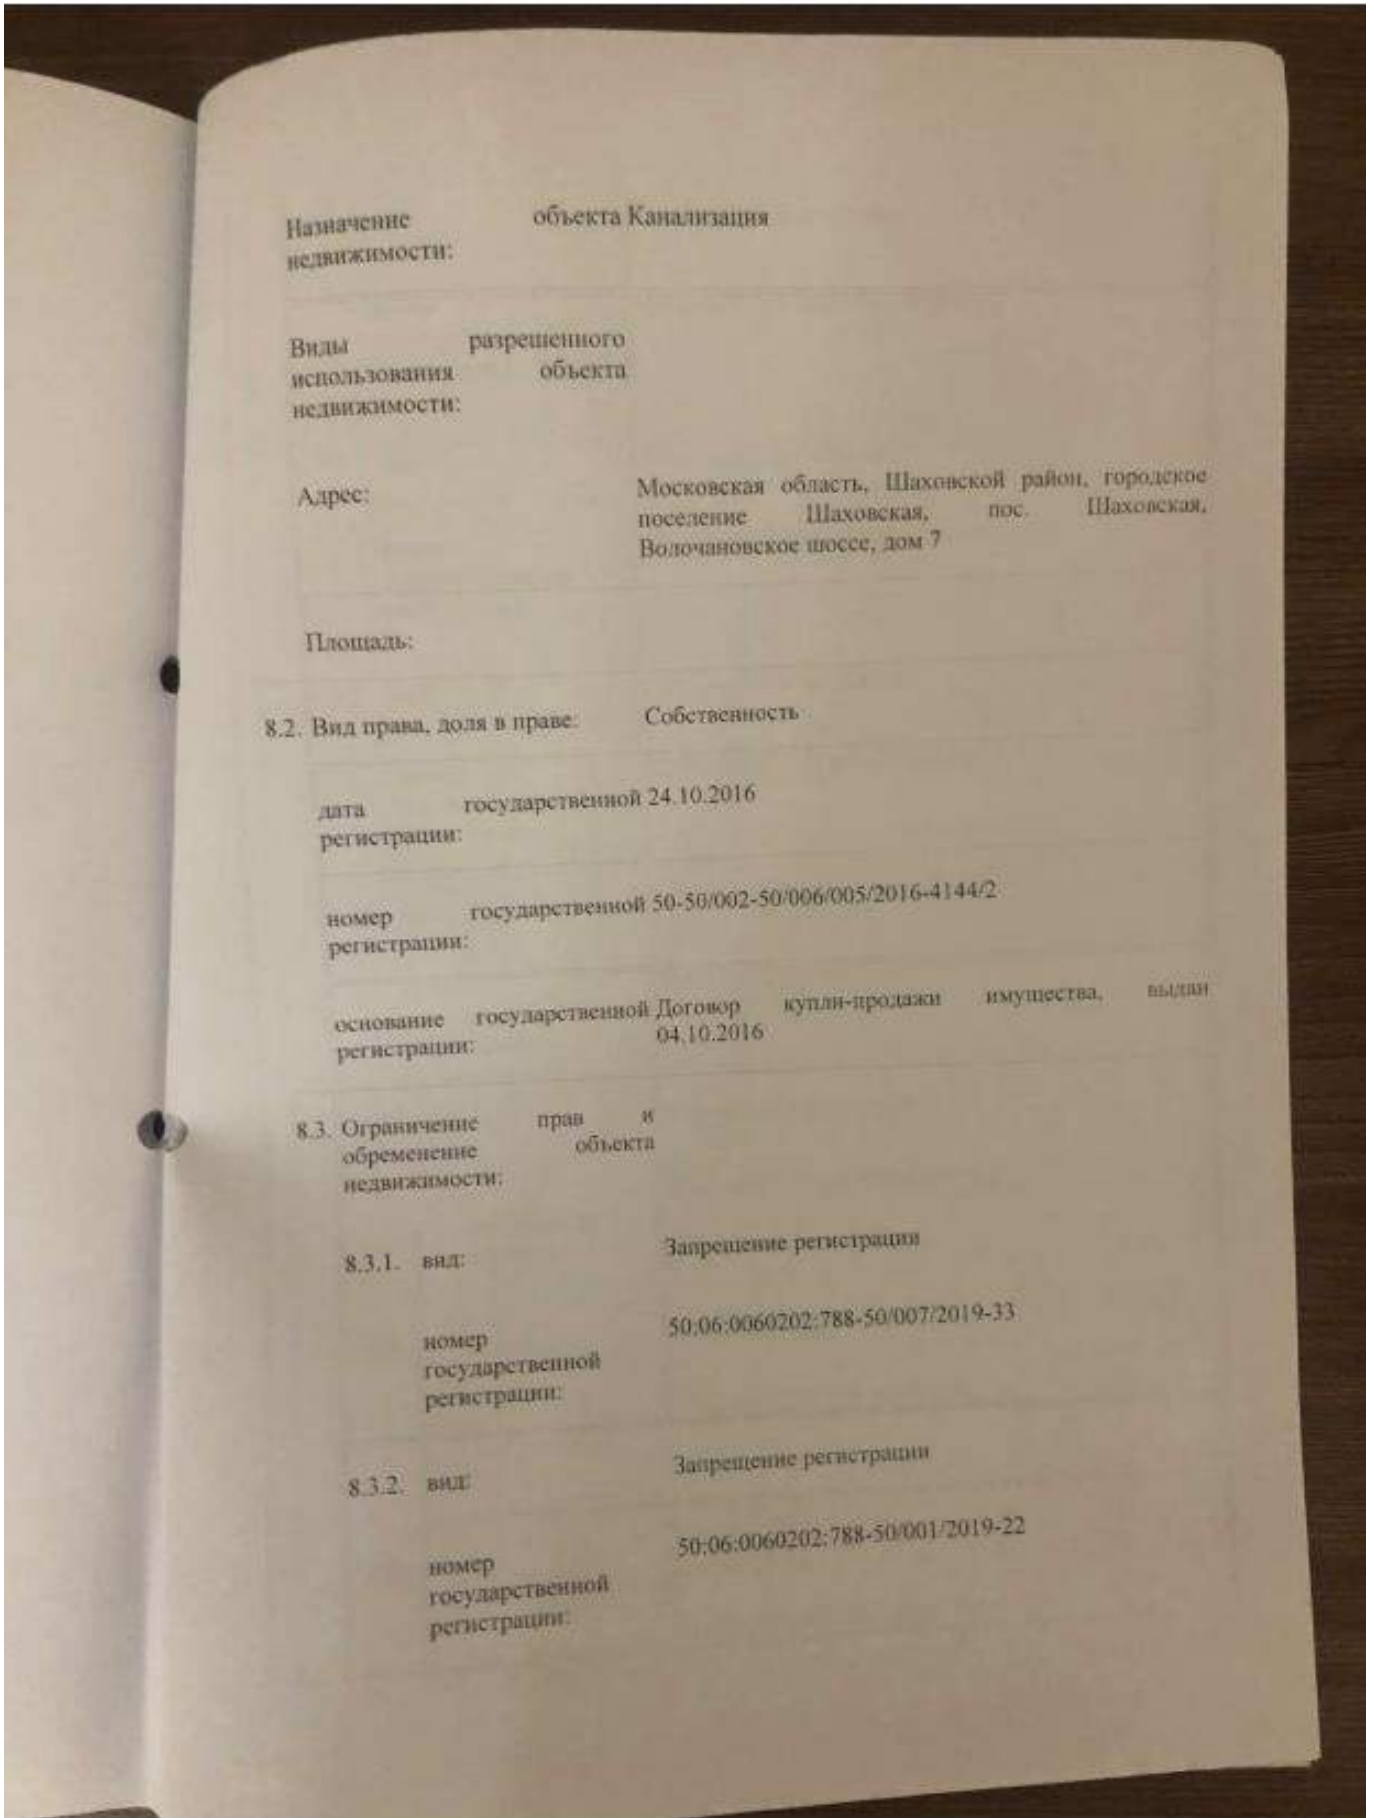 Назначение объекта Канализация
недвижимости:
Виды разрешенного
использования объекта
недвижимости:
Адрес: Московская область, Шаховской район, городское
поселение Шаховская, пос. Шаховская,
Волочановское шоссе, дом 7
Площадь:
8.2. Вид права, доля в праве: Собственность
дата государственной 24.10.2016
регистрации:
номер государственной 50-50/002-50/006/005/2016-4144/2
регистрации:
основание государственной Договор купли-продажи имущества, выдан
регистрации: 04.10.2016
8.3. Ограничение прав и
обременение объекта
недвижимости:
8.3.1. вид: Запрещение регистрации
номер 50:06:0060202:788-50/007/2019-33
государственной
регистрации:
8.3.2. вид: Запрещение регистрации
номер 50:06:0060202:788-50/001/2019-22
государственной
регистрации: